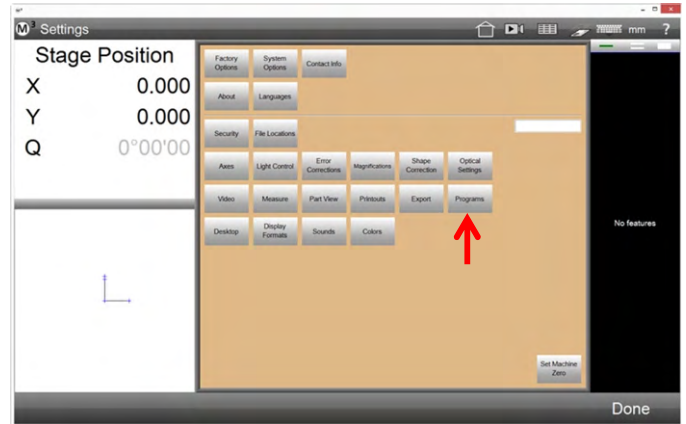 M³ Settings
mm ?
Stage Position
X 0.000
Y 0.000
Q 0°00'00
Factory Options
System Options
Contact Info
About
Languages
Security
File Locations
Axes
Light Control
Error Corrections
Magnifications
Shape Correction
Optical Settings
Video
Measure
Part View
Printouts
Export
Programs
Desktop
Display Formats
Sounds
Colors
Set Machine Zero
No features
Done